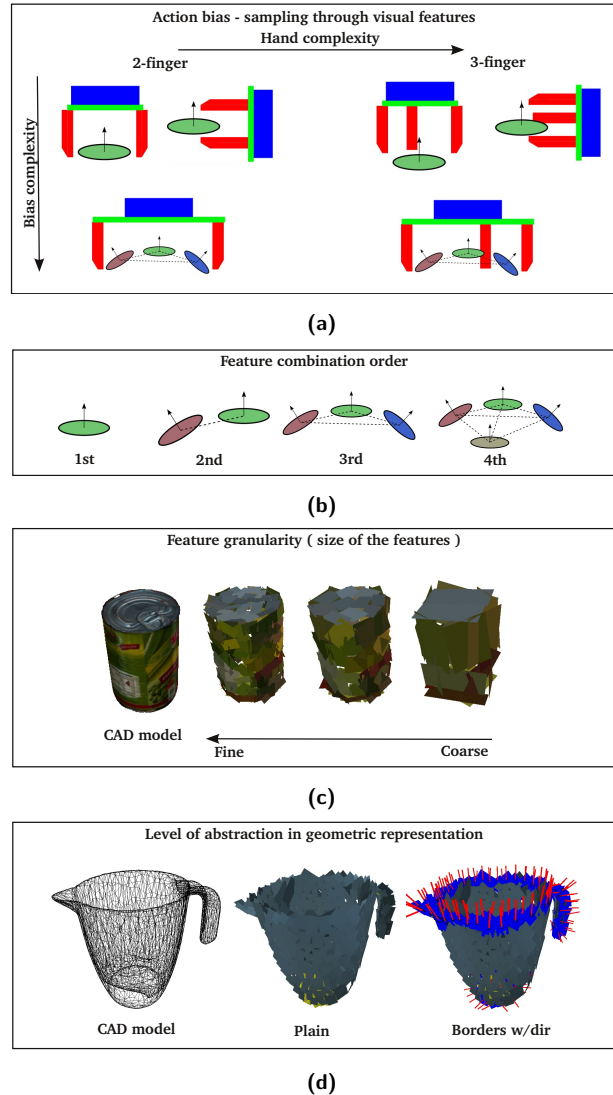 Action bias - sampling through visual features
Hand complexity
2-finger
3-finger
Bias complexity
(a)
Feature combination order
1st
2nd
3rd
4th
(b)
Feature granularity ( size of the features )
CAD model
Fine
Coarse
(c)
Level of abstraction in geometric representation
CAD model
Plain
Borders w/dir
(d)